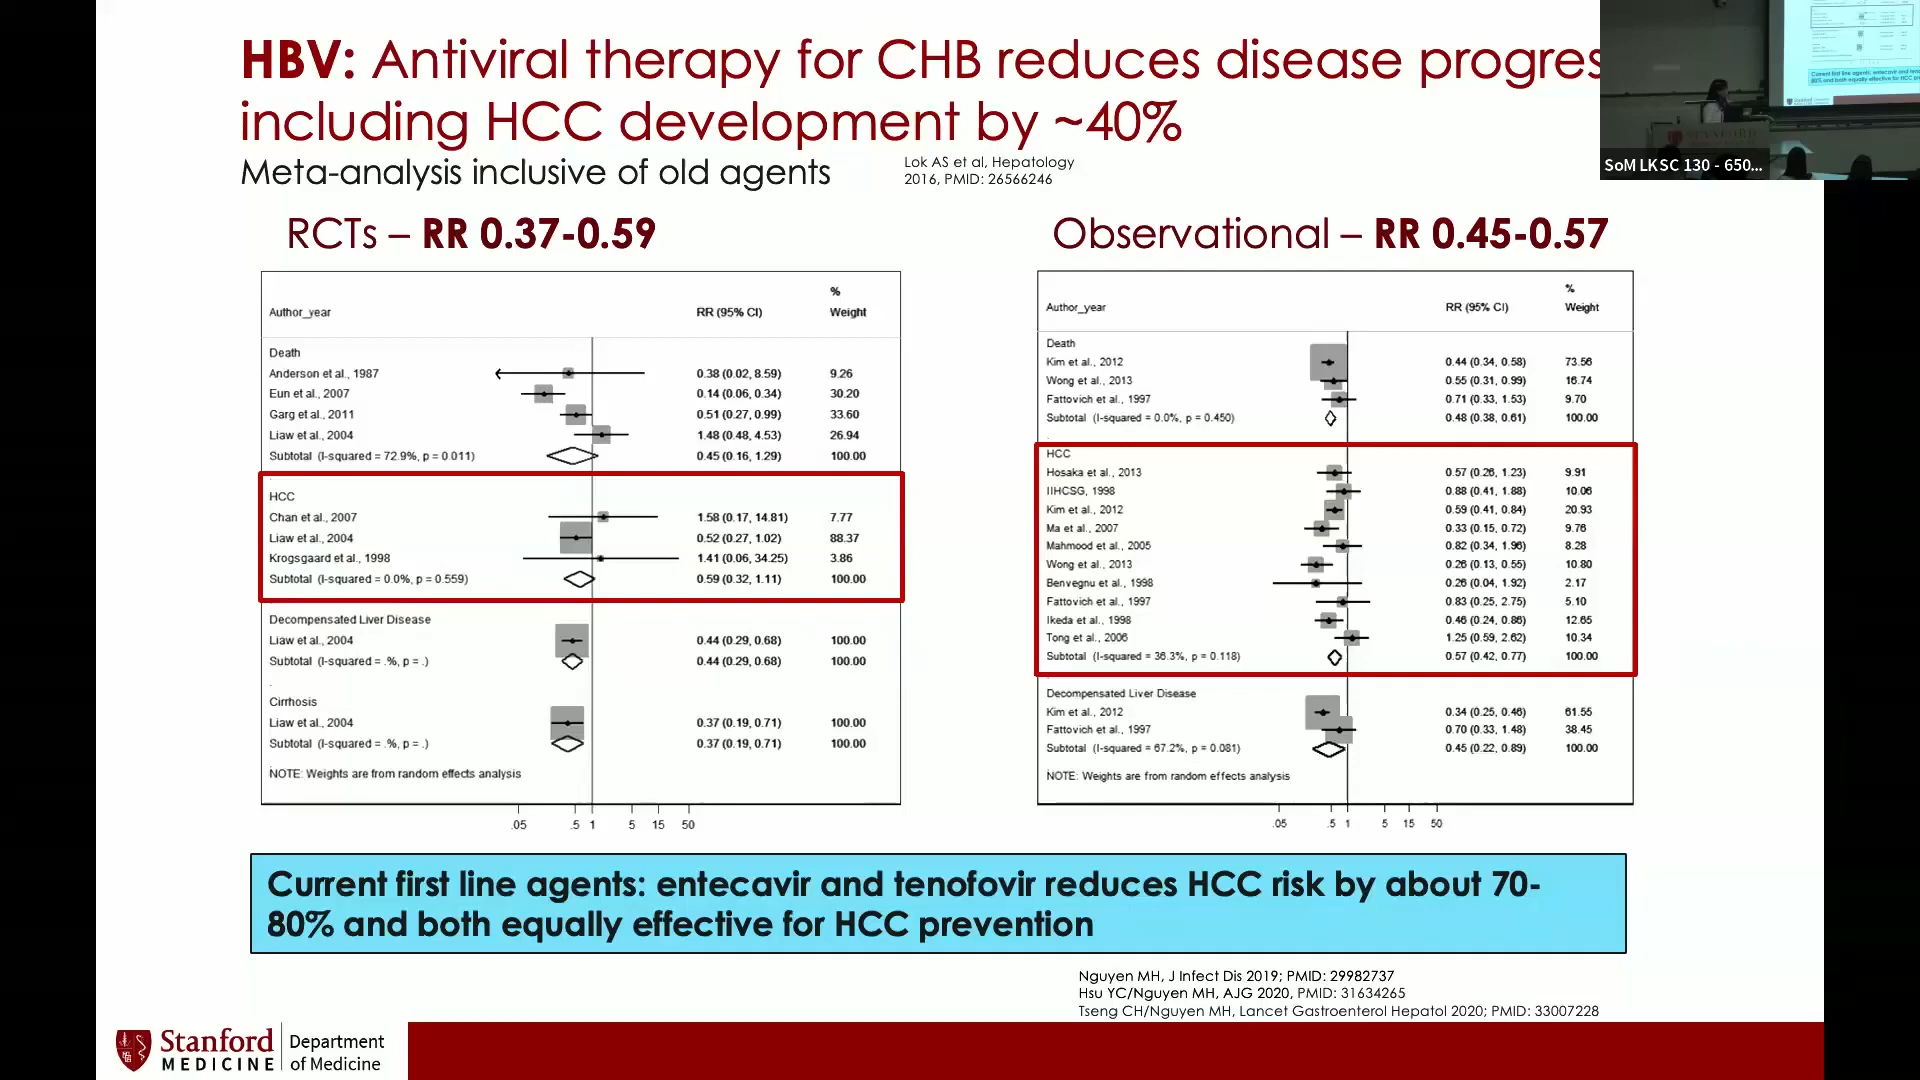 HBV: Antiviral therapy for CHB reduces disease progres
including HCC development by ~40%
Meta-analysis inclusive of old agents
Lok AS et al, Hepatology
2016, PMID: 26566246
SoM LKSC 130 - 650...
RCTs – RR 0.37-0.59
%
Author_year RR (95% CI) Weight
Death
Anderson et al., 1987 0.38 (0.02, 8.59) 9.26
Eun et al., 2007 0.14 (0.06, 0.34) 30.20
Garg et al., 2011 0.51 (0.27, 0.99) 33.60
Liaw et al., 2004 1.48 (0.48, 4.53) 26.94
Subtotal (I-squared = 72.9%, p = 0.011) 0.45 (0.16, 1.29) 100.00
HCC
Chan et al., 2007 1.58 (0.17, 14.81) 7.77
Liaw et al., 2004 0.52 (0.27, 1.02) 88.37
Krogsgaard et al., 1998 1.41 (0.06, 34.25) 3.86
Subtotal (I-squared = 0.0%, p = 0.559) 0.59 (0.32, 1.11) 100.00
Decompensated Liver Disease
Liaw et al., 2004 0.44 (0.29, 0.68) 100.00
Subtotal (I-squared = .%, p = .) 0.44 (0.29, 0.68) 100.00
Cirrhosis
Liaw et al., 2004 0.37 (0.19, 0.71) 100.00
Subtotal (I-squared = .%, p = .) 0.37 (0.19, 0.71) 100.00
NOTE: Weights are from random effects analysis
.05 .5 1 5 15 50
Observational – RR 0.45-0.57
%
Author_year RR (95% CI) Weight
Death
Kim et al., 2012 0.44 (0.34, 0.58) 73.56
Wong et al., 2013 0.55 (0.31, 0.99) 16.74
Fattovich et al., 1997 0.71 (0.33, 1.53) 9.70
Subtotal (I-squared = 0.0%, p = 0.450) 0.48 (0.38, 0.61) 100.00
HCC
Hosaka et al., 2013 0.57 (0.26, 1.23) 9.91
IIHCSG, 1998 0.88 (0.41, 1.88) 10.06
Kim et al., 2012 0.59 (0.41, 0.84) 20.93
Ma et al., 2007 0.33 (0.15, 0.72) 9.76
Mahmood et al., 2005 0.82 (0.34, 1.96) 8.28
Wong et al., 2013 0.26 (0.13, 0.55) 10.80
Benvegnu et al., 1998 0.26 (0.04, 1.92) 2.17
Fattovich et al., 1997 0.83 (0.25, 2.75) 5.10
Ikeda et al., 1998 0.46 (0.24, 0.86) 12.65
Tong et al., 2006 1.25 (0.59, 2.62) 10.34
Subtotal (I-squared = 36.3%, p = 0.118) 0.57 (0.42, 0.77) 100.00
Decompensated Liver Disease
Kim et al., 2012 0.34 (0.25, 0.46) 61.55
Fattovich et al., 1997 0.70 (0.33, 1.48) 38.45
Subtotal (I-squared = 67.2%, p = 0.081) 0.45 (0.22, 0.89) 100.00
NOTE: Weights are from random effects analysis
.05 .5 1 5 15 50
Current first line agents: entecavir and tenofovir reduces HCC risk by about 70-
80% and both equally effective for HCC prevention
Nguyen MH, J Infect Dis 2019; PMID: 29982737
Hsu YC/Nguyen MH, AJG 2020, PMID: 31634265
Tseng CH/Nguyen MH, Lancet Gastroenterol Hepatol 2020; PMID: 33007228
Stanford
MEDICINE
Department
of Medicine